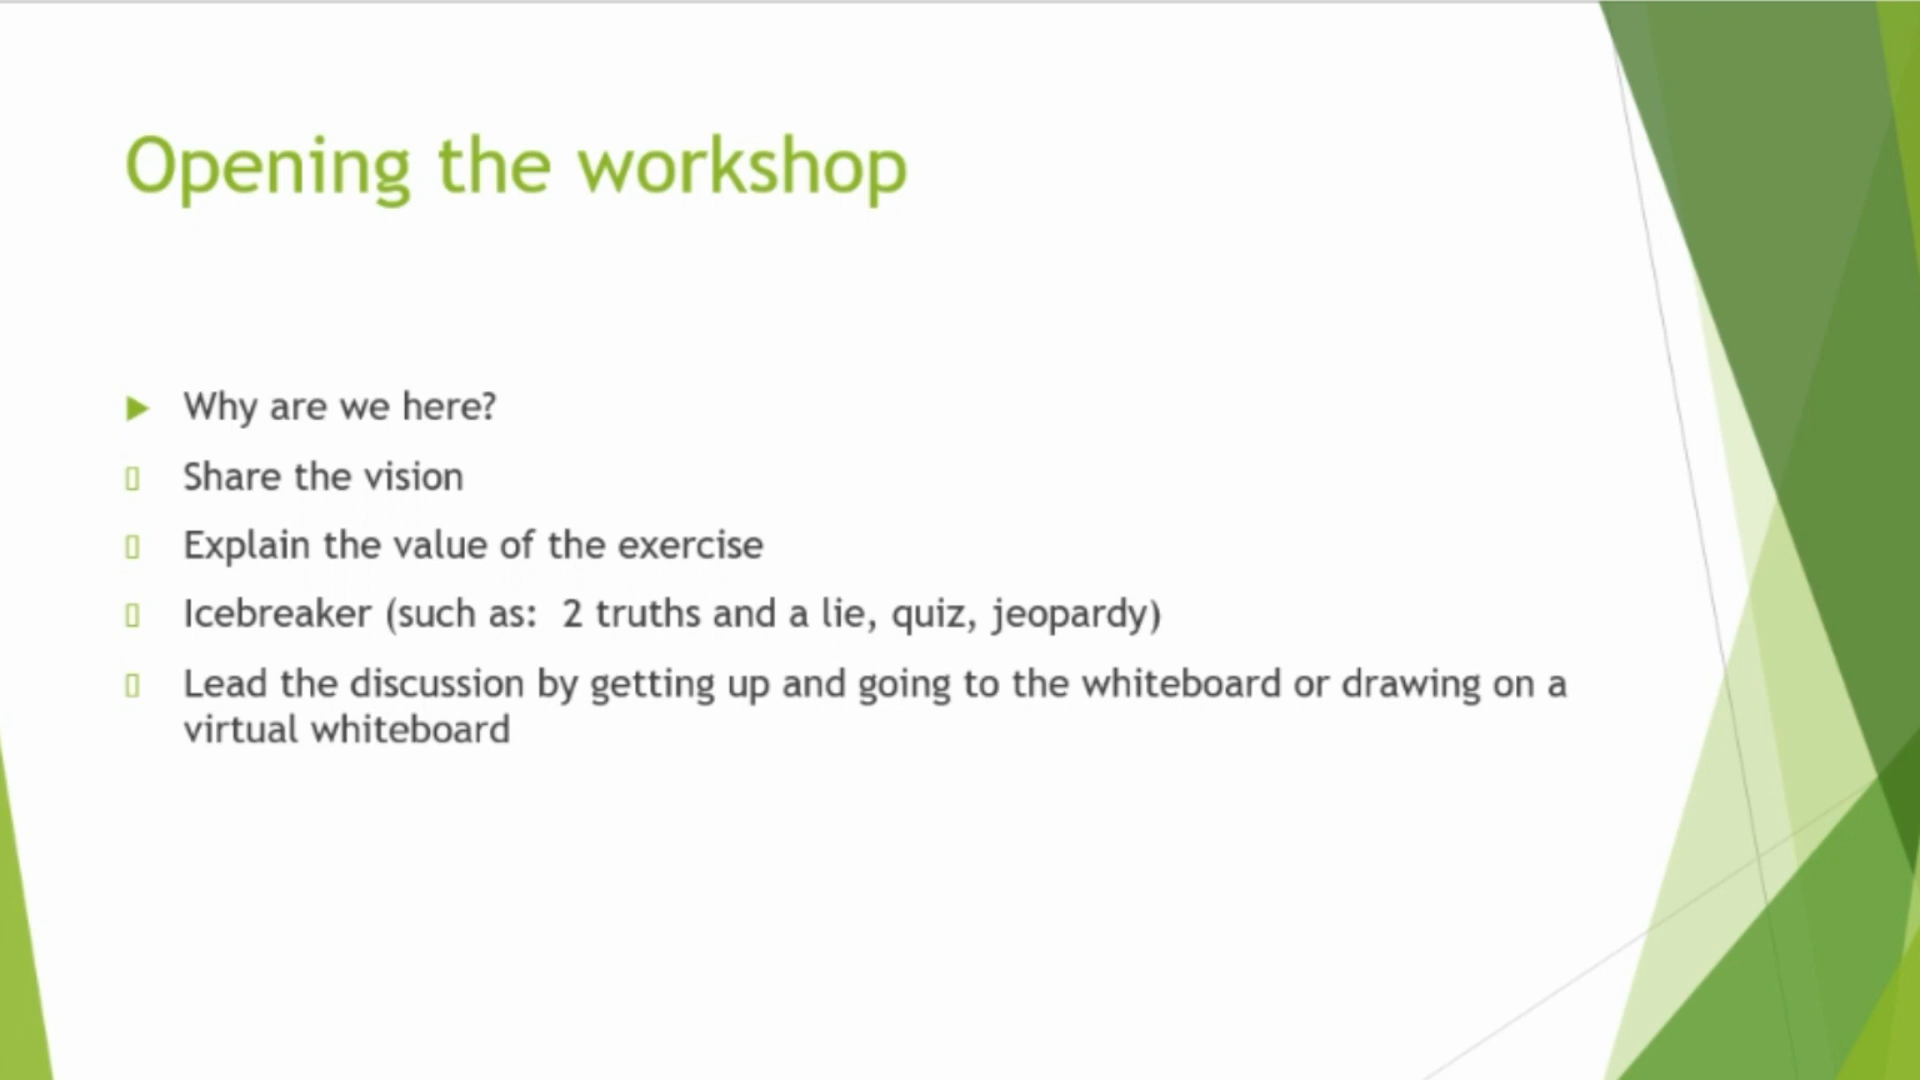 Opening the workshop
Why are we here?
Share the vision
Explain the value of the exercise
Icebreaker (such as:  2 truths and a lie, quiz, jeopardy)
Lead the discussion by getting up and going to the whiteboard or drawing on a
virtual whiteboard